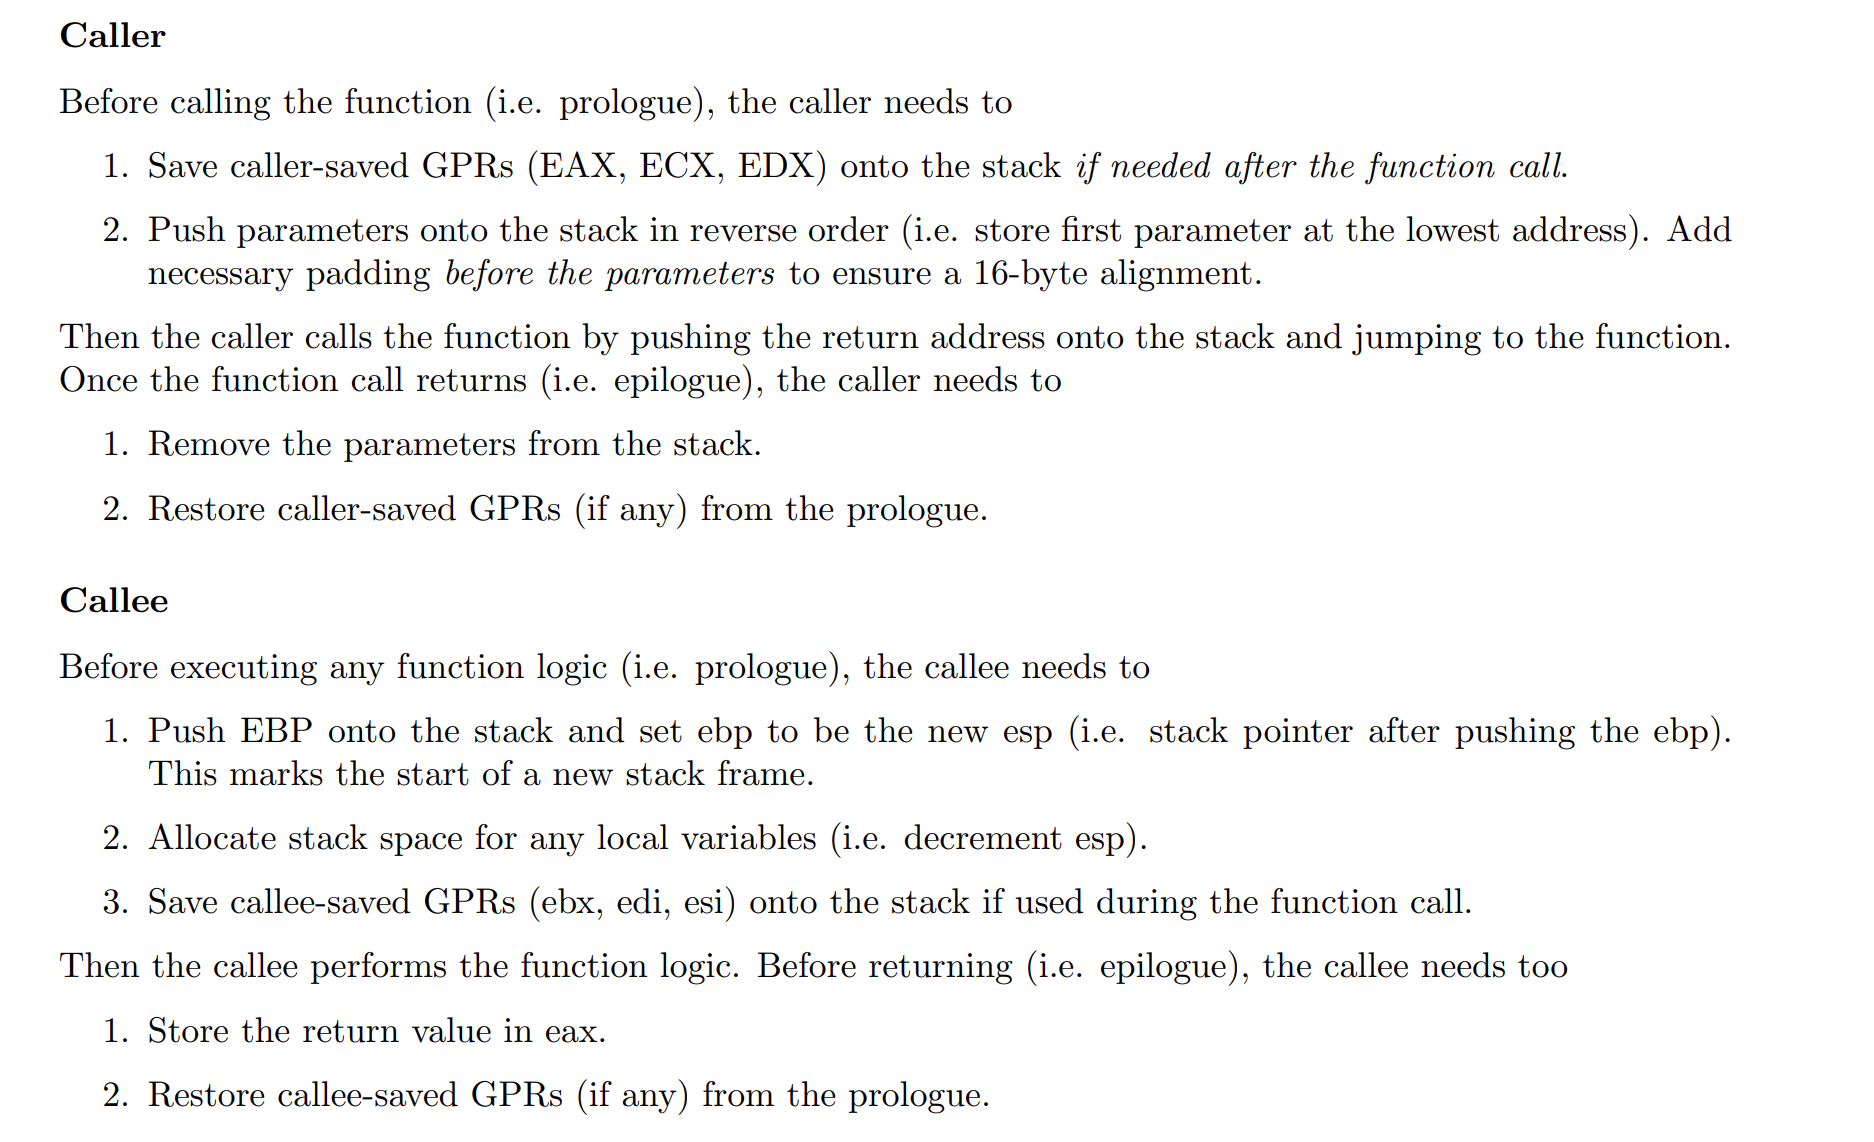 Caller
Before calling the function (i.e. prologue), the caller needs to
1. Save caller-saved GPRs (EAX, ECX, EDX) onto the stack if needed after the function call.
2. Push parameters onto the stack in reverse order (i.e. store first parameter at the lowest address). Add
necessary padding before the parameters to ensure a 16-byte alignment.
Then the caller calls the function by pushing the return address onto the stack and jumping to the function.
Once the function call returns (i.e. epilogue), the caller needs to
1. Remove the parameters from the stack.
2. Restore caller-saved GPRs (if any) from the prologue.
Callee
Before executing any function logic (i.e. prologue), the callee needs to
1. Push EBP onto the stack and set ebp to be the new esp (i.e. stack pointer after pushing the ebp).
This marks the start of a new stack frame.
2. Allocate stack space for any local variables (i.e. decrement esp).
3. Save callee-saved GPRs (ebx, edi, esi) onto the stack if used during the function call.
Then the callee performs the function logic. Before returning (i.e. epilogue), the callee needs too
1. Store the return value in eax.
2. Restore callee-saved GPRs (if any) from the prologue.